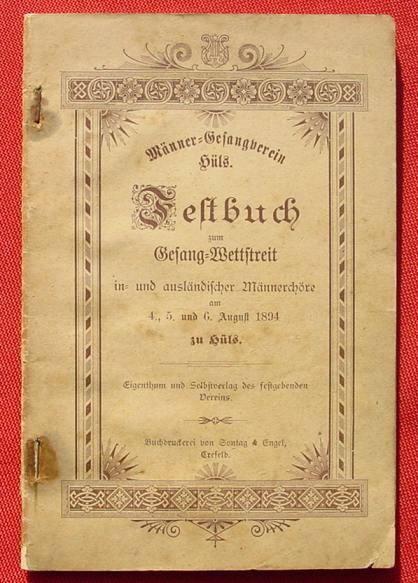 Männer-Gesangverein
Hüls.
Festbuch
zum
Gesang-Wettstreit
in- und ausländischer Männerchöre
am
4., 5. und 6. August 1894
zu Hüls.
Eigenthum und Selbstverlag des festgebenden
Vereins.
Buchdruckerei von Sontag & Engel,
Crefeld.